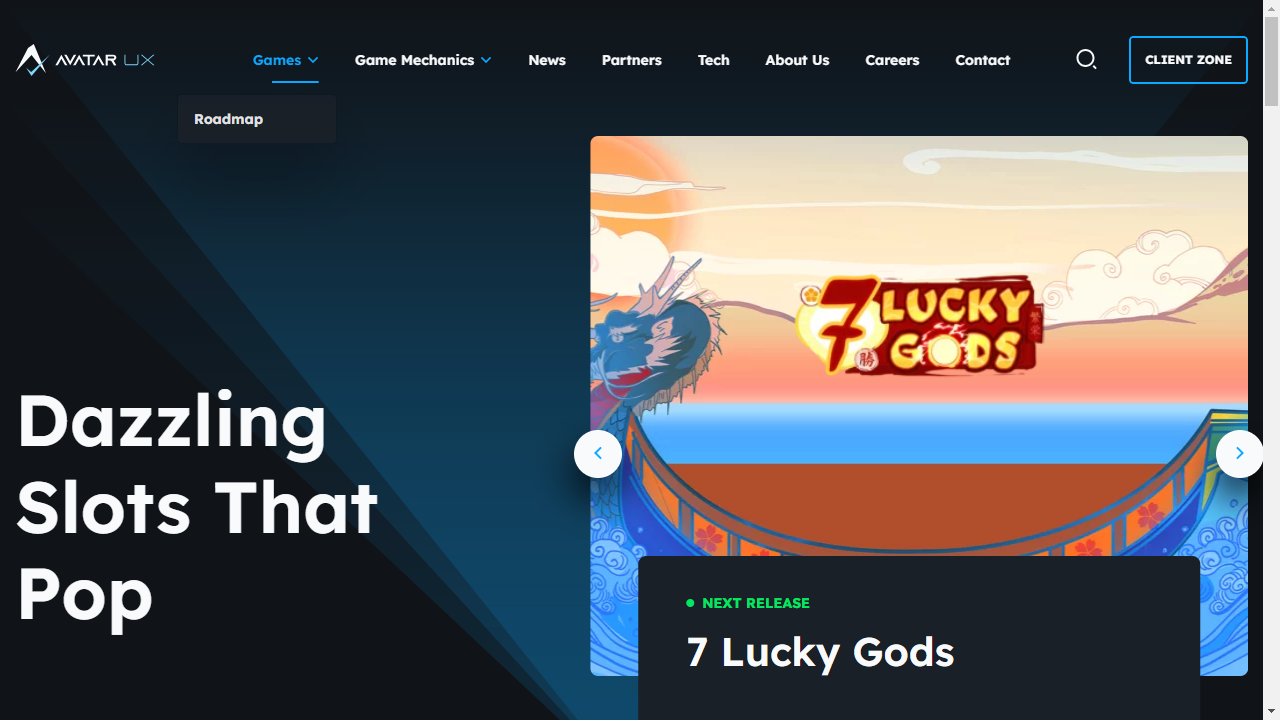 AVATAR UX
Games
Game Mechanics
News
Partners
Tech
About Us
Careers
Contact
CLIENT ZONE
Roadmap
7 LUCKY
GODS
勝
Dazzling
Slots That
Pop
NEXT RELEASE
7 Lucky Gods